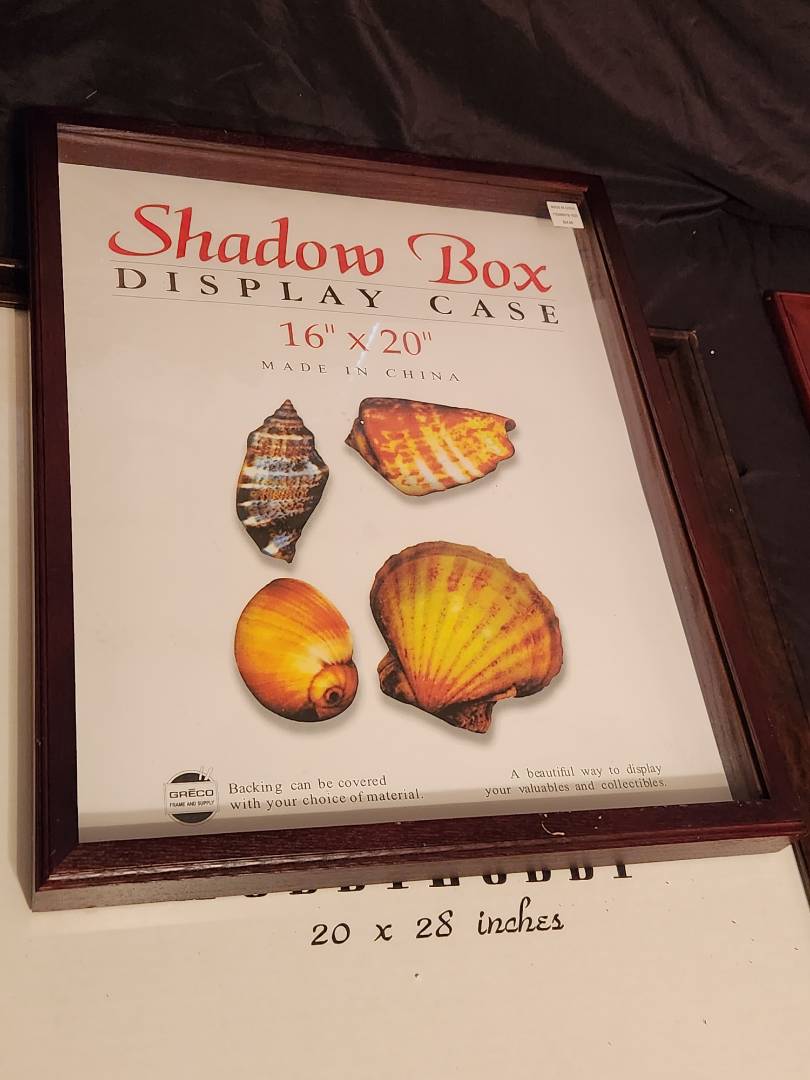 Shadow Box
DISPLAY CASE
16" x 20"
MADE IN CHINA
GRĒCO
FRAME AND SUPPLY
Backing can be covered
with your choice of material.
A beautiful way to display
your valuables and collectibles.
20 x 28 inches